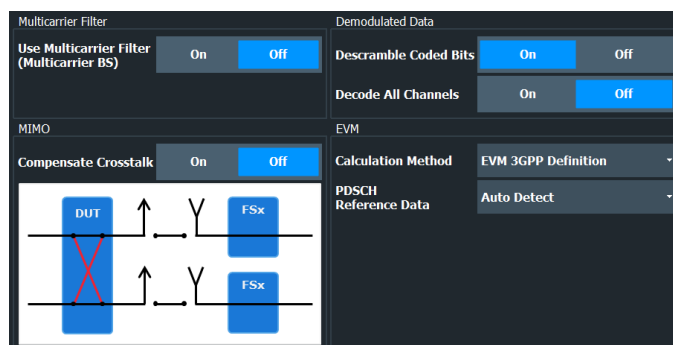 Multicarrier Filter
Use Multicarrier Filter
(Multicarrier BS)
On
Off
Demodulated Data
Descramble Coded Bits
On
Off
Decode All Channels
On
Off
MIMO
Compensate Crosstalk
On
Off
DUT
FSx
FSx
EVM
Calculation Method
EVM 3GPP Definition
PDSCH
Reference Data
Auto Detect